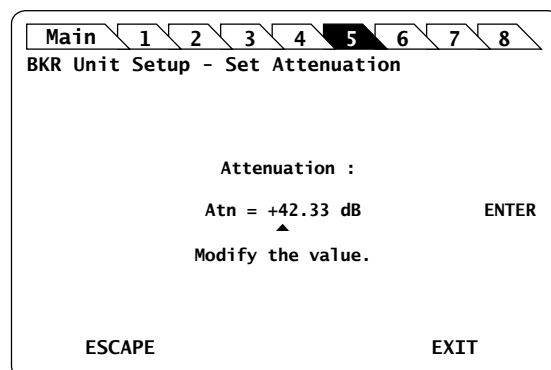 Main 1 2 3 4 5 6 7 8
BKR Unit Setup - Set Attenuation
Attenuation :
Atn = +42.33 dB ENTER
Modify the value.
ESCAPE EXIT